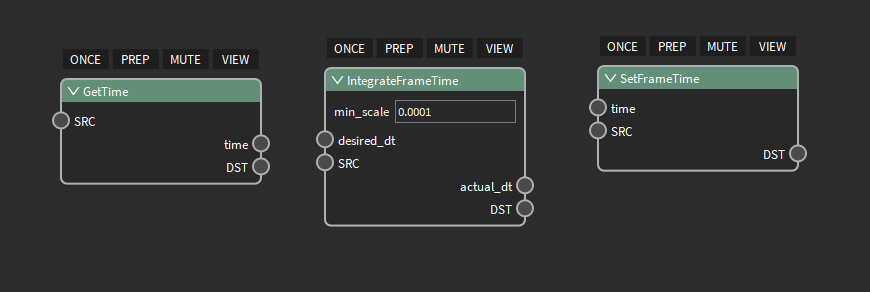 ONCE PREP MUTE VIEW
GetTime
SRC
time
DST
ONCE PREP MUTE VIEW
IntegrateFrameTime
min_scale 0.0001
desired_dt
SRC
actual_dt
DST
ONCE PREP MUTE VIEW
SetFrameTime
time
SRC
DST